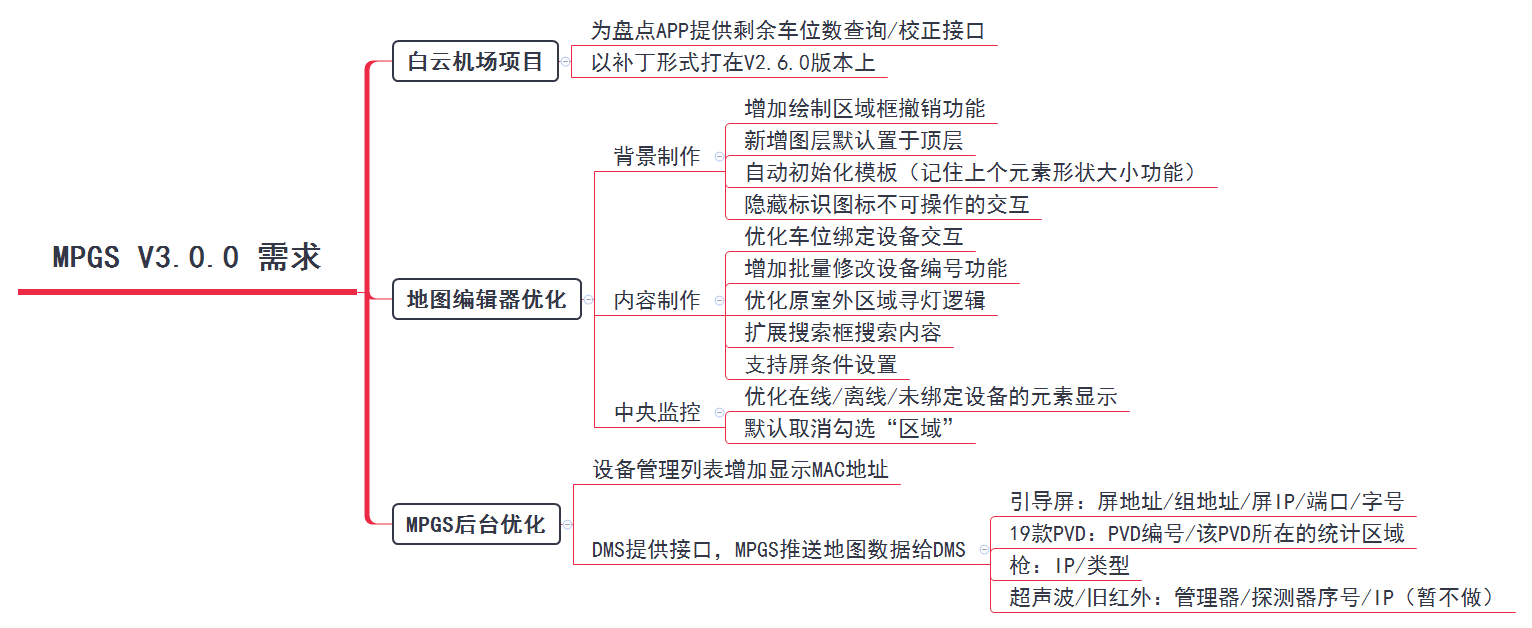 MPGS V3.0.0 需求
白云机场项目
为盘点APP提供剩余车位数查询/校正接口
以补丁形式打在V2.6.0版本上
地图编辑器优化
背景制作
增加绘制区域框撤销功能
新增图层默认置于顶层
自动初始化模板（记住上个元素形状大小功能）
隐藏标识图标不可操作的交互
内容制作
优化车位绑定设备交互
增加批量修改设备编号功能
优化原室外区域寻灯逻辑
扩展搜索框搜索内容
支持屏条件设置
中央监控
优化在线/离线/未绑定设备的元素显示
默认取消勾选“区域”
MPGS后台优化
设备管理列表增加显示MAC地址
DMS提供接口，MPGS推送地图数据给DMS
引导屏：屏地址/组地址/屏IP/端口/字号
19款PVD：PVD编号/该PVD所在的统计区域
枪：IP/类型
超声波/旧红外：管理器/探测器序号/IP（暂不做）